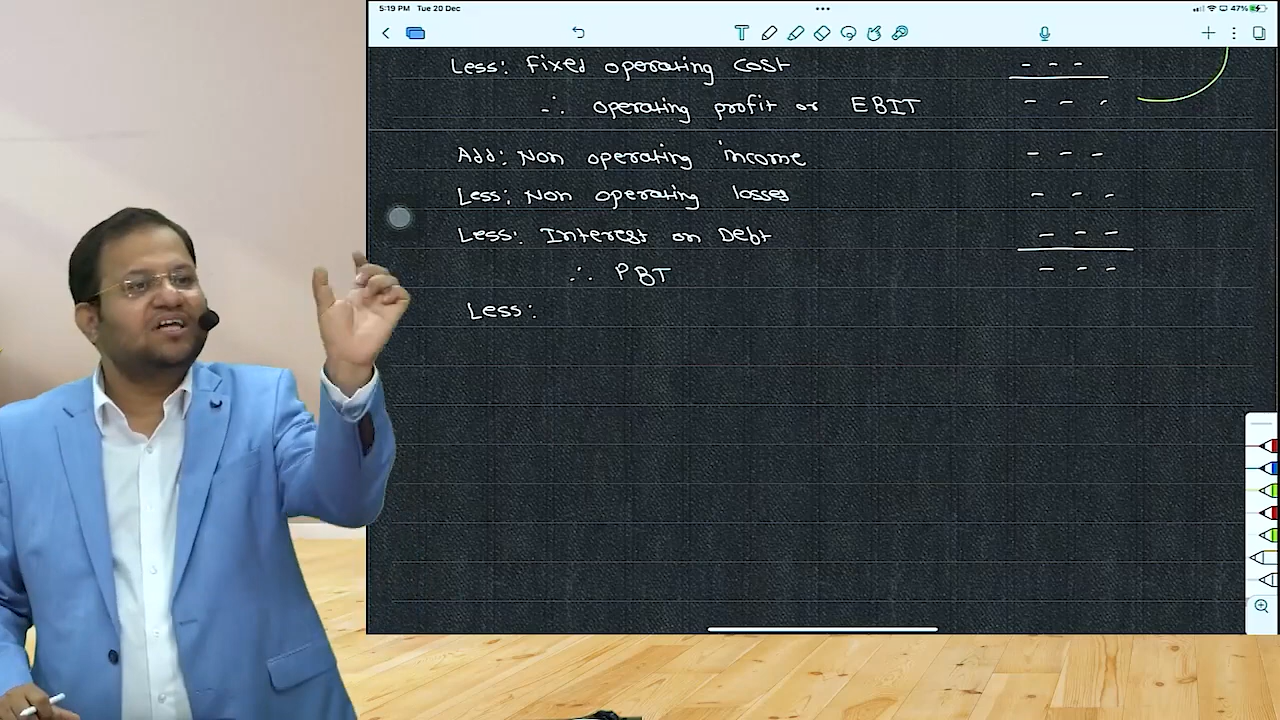 5:19 PM Tue 20 Dec
47%
T
Less: Fixed operating cost - - -
∴ operating profit or EBIT - - -
Add: Non operating income - - -
Less: Non operating losses - - -
Less: Interest on Debt - - -
∴ PBT - - -
Less: